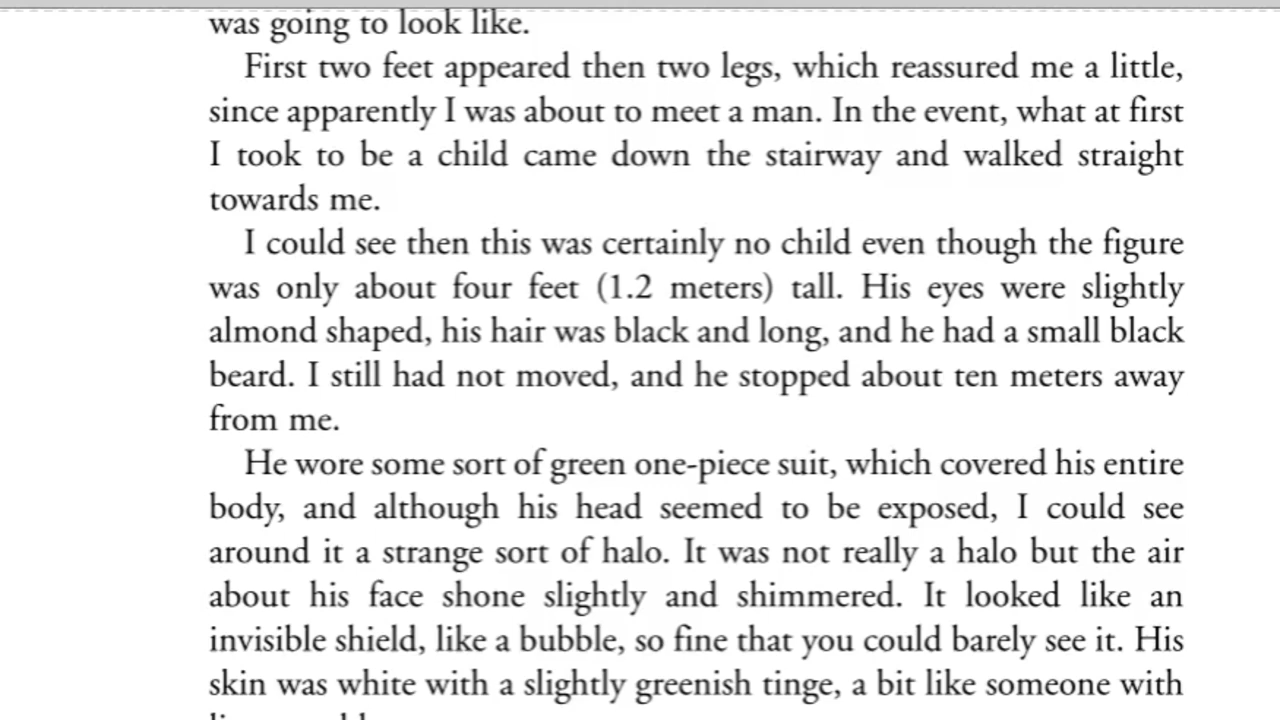 was going to look like.
First two feet appeared then two legs, which reassured me a little,
since apparently I was about to meet a man. In the event, what at first
I took to be a child came down the stairway and walked straight
towards me.
I could see then this was certainly no child even though the figure
was only about four feet (1.2 meters) tall. His eyes were slightly
almond shaped, his hair was black and long, and he had a small black
beard. I still had not moved, and he stopped about ten meters away
from me.
He wore some sort of green one-piece suit, which covered his entire
body, and although his head seemed to be exposed, I could see
around it a strange sort of halo. It was not really a halo but the air
about his face shone slightly and shimmered. It looked like an
invisible shield, like a bubble, so fine that you could barely see it. His
skin was white with a slightly greenish tinge, a bit like someone with